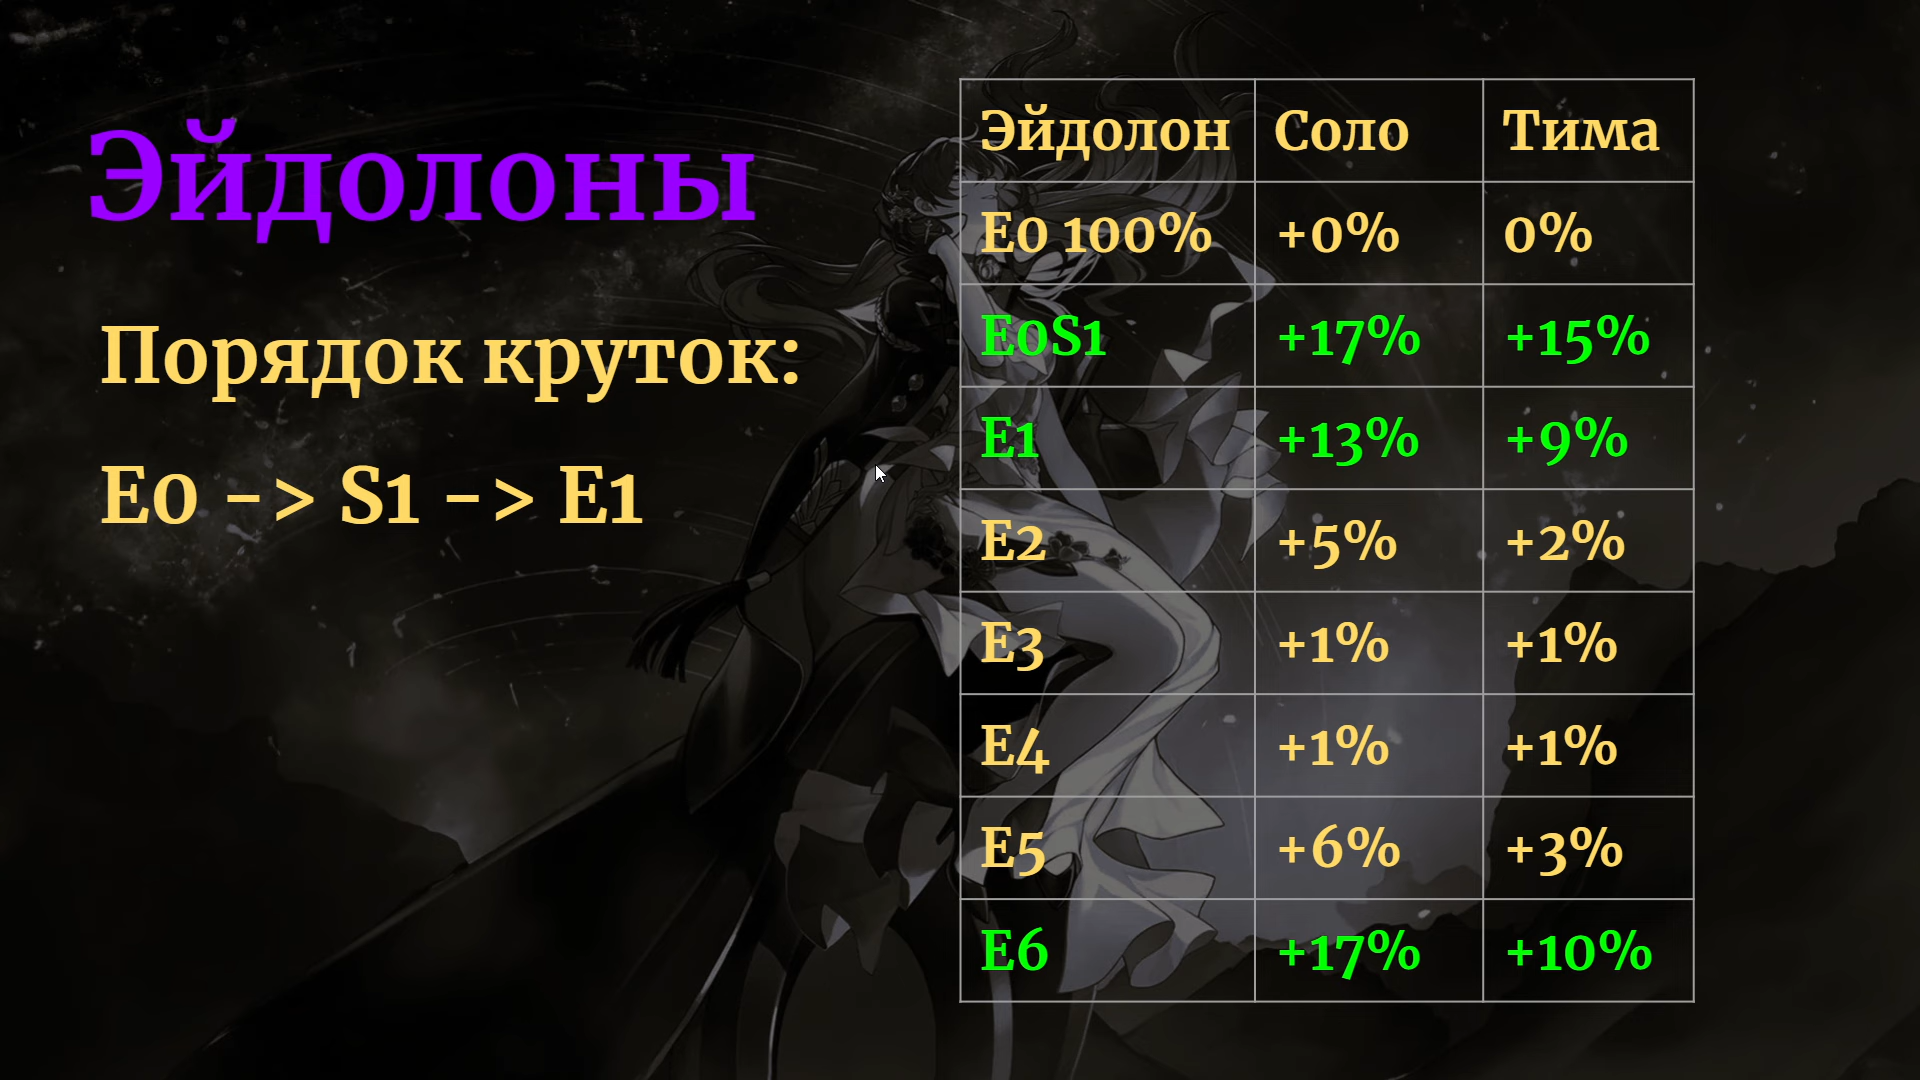 Эйдолоны
Порядок круток:
E0 -> S1 -> E1
Эйдолон Соло Тима
E0 100% +0% 0%
E0S1 +17% +15%
E1 +13% +9%
E2 +5% +2%
E3 +1% +1%
E4 +1% +1%
E5 +6% +3%
E6 +17% +10%